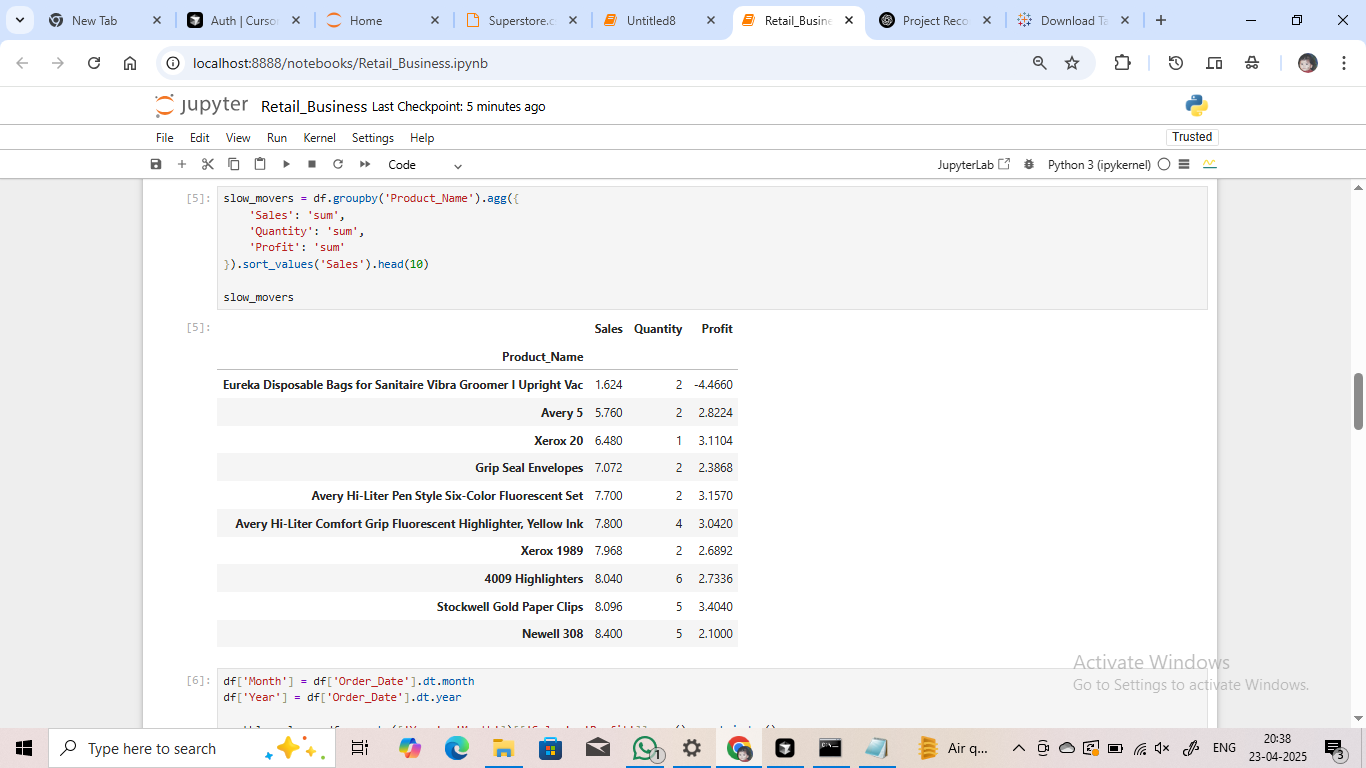 New Tab
Auth | Curso
Home
Superstore.c
Untitled8
Retail_Busine
Project Reco
Download Ta
localhost:8888/notebooks/Retail_Business.ipynb
jupyter Retail_Business Last Checkpoint: 5 minutes ago
File Edit View Run Kernel Settings Help
Trusted
Code
JupyterLab
Python 3 (ipykernel)
[5]: slow_movers = df.groupby('Product_Name').agg({
'Sales': 'sum',
'Quantity': 'sum',
'Profit': 'sum'
}).sort_values('Sales').head(10)
slow_movers
[5]:
Sales Quantity Profit
Product_Name
Eureka Disposable Bags for Sanitaire Vibra Groomer I Upright Vac 1.624 2 -4.4660
Avery 5 5.760 2 2.8224
Xerox 20 6.480 1 3.1104
Grip Seal Envelopes 7.072 2 2.3868
Avery Hi-Liter Pen Style Six-Color Fluorescent Set 7.700 2 3.1570
Avery Hi-Liter Comfort Grip Fluorescent Highlighter, Yellow Ink 7.800 4 3.0420
Xerox 1989 7.968 2 2.6892
4009 Highlighters 8.040 6 2.7336
Stockwell Gold Paper Clips 8.096 5 3.4040
Newell 308 8.400 5 2.1000
[6]: df['Month'] = df['Order_Date'].dt.month
df['Year'] = df['Order_Date'].dt.year
Activate Windows
Go to Settings to activate Windows.
Type here to search
1
Air q...
ENG
20:38
23-04-2025
3